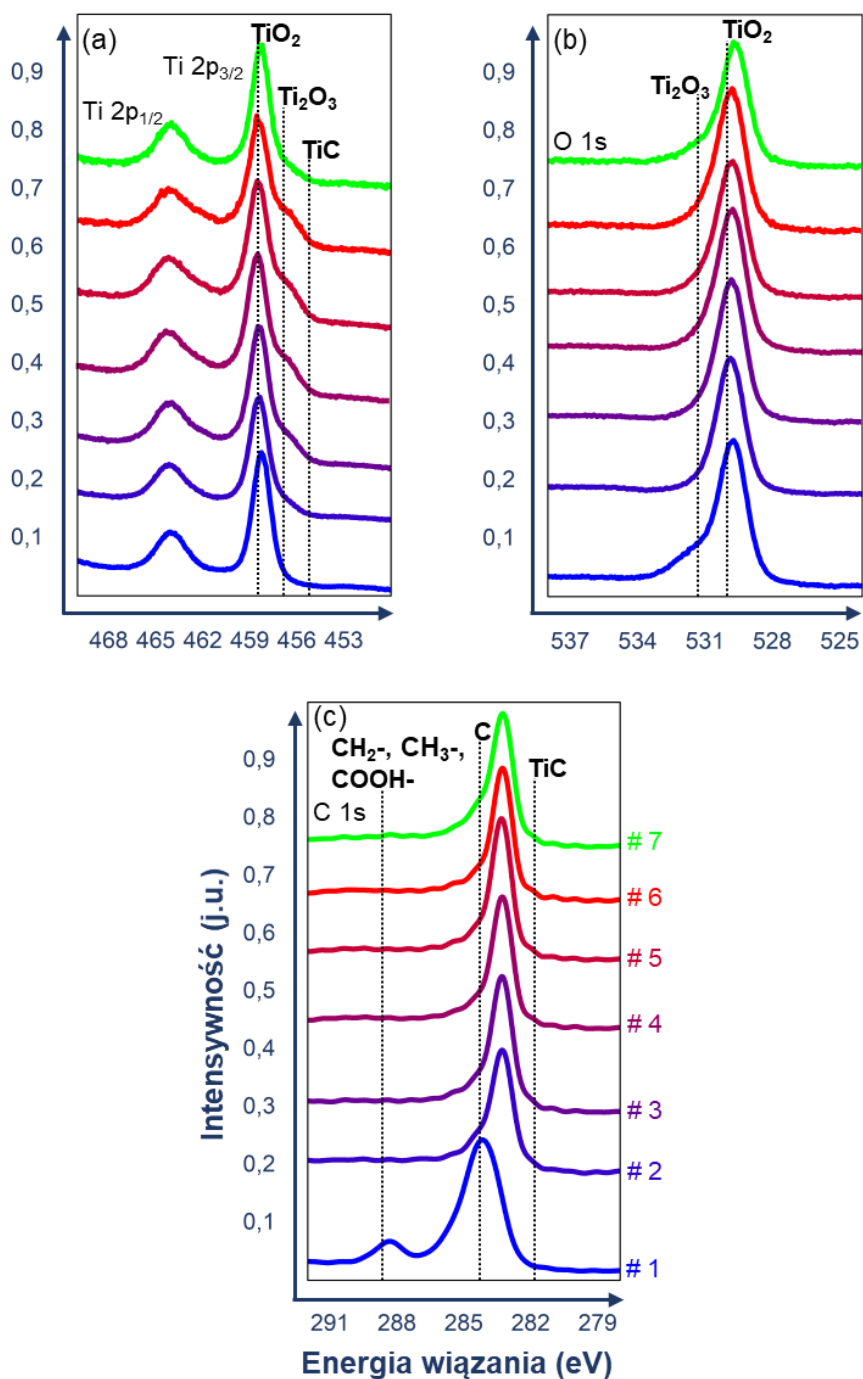 (a)
TiO₂
Ti 2p₃/₂
Ti₂O₃
Ti 2p₁/₂
TiC
0,9
0,8
0,7
0,6
0,5
0,4
0,3
0,2
0,1
468 465 462 459 456 453
(b)
TiO₂
Ti₂O₃
O 1s
0,9
0,8
0,7
0,6
0,5
0,4
0,3
0,2
0,1
537 534 531 528 525
(c)
C
CH₂-, CH₃-,
COOH-
TiC
C 1s
0,9
0,8
0,7
0,6
0,5
0,4
0,3
0,2
0,1
# 7
# 6
# 5
# 4
# 3
# 2
# 1
Intensywność (j.u.)
291 288 285 282 279
Energia wiązania (eV)